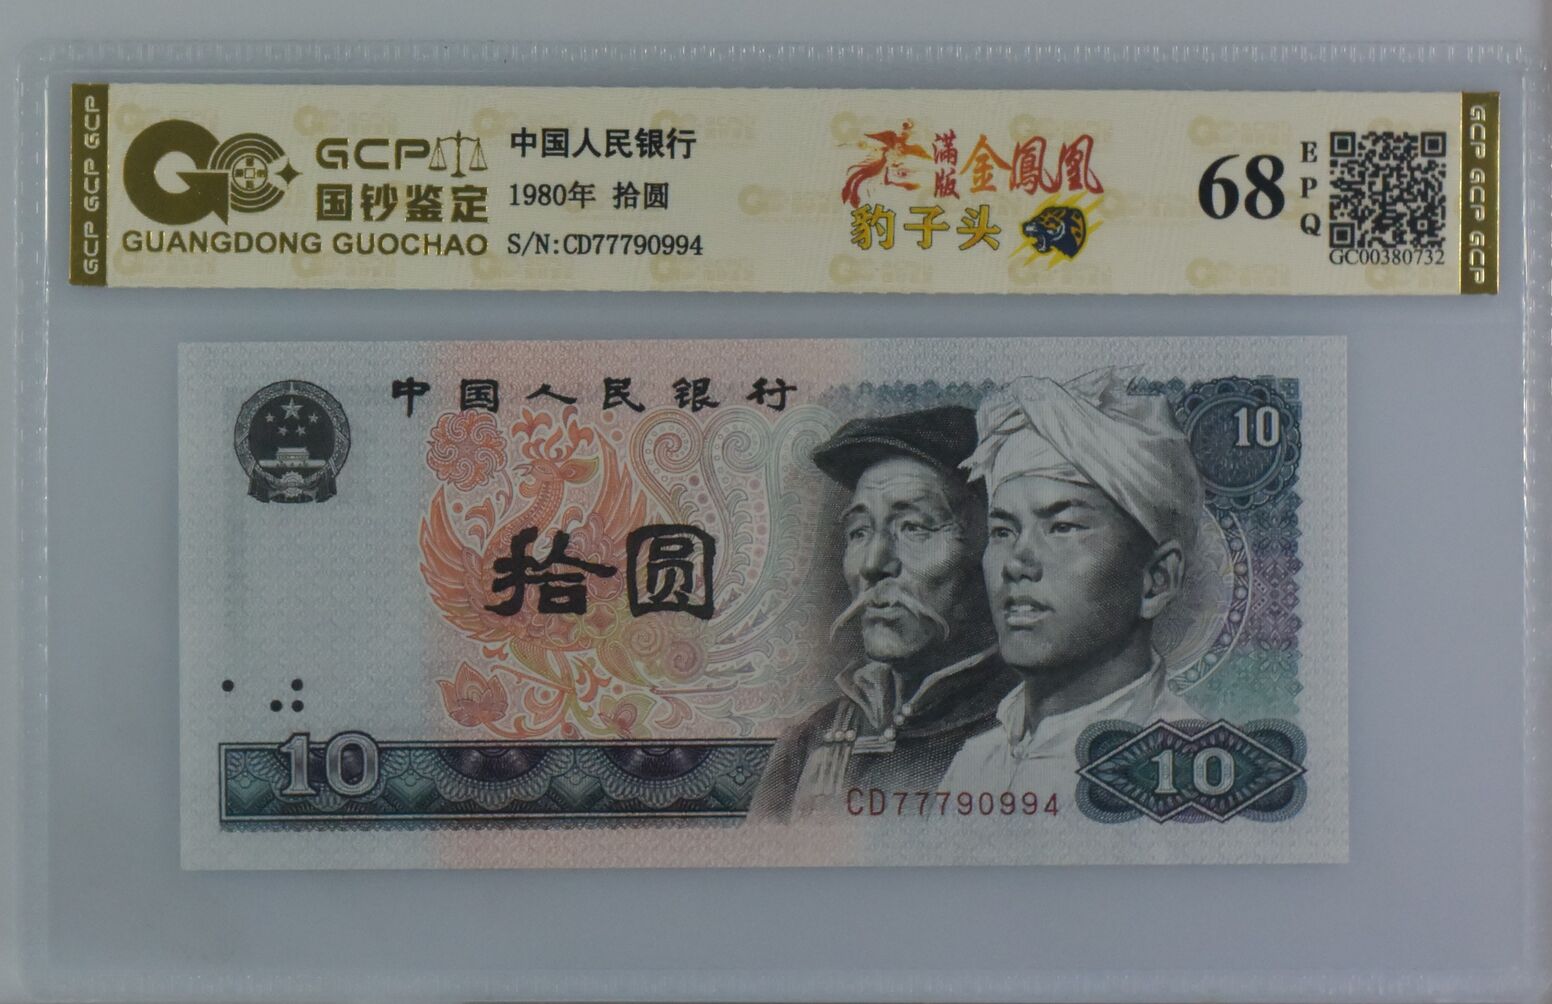 GCP GCP GCP
GCP
国钞鉴定
GUANGDONG GUOCHAO
中国人民银行
1980年 拾圆
S/N:CD77790994
满版
金鳳凰
豹子头
68
EPQ
GC00380732
GCP GCP GCP
中国人民银行
10
拾圆
10
CD77790994
10